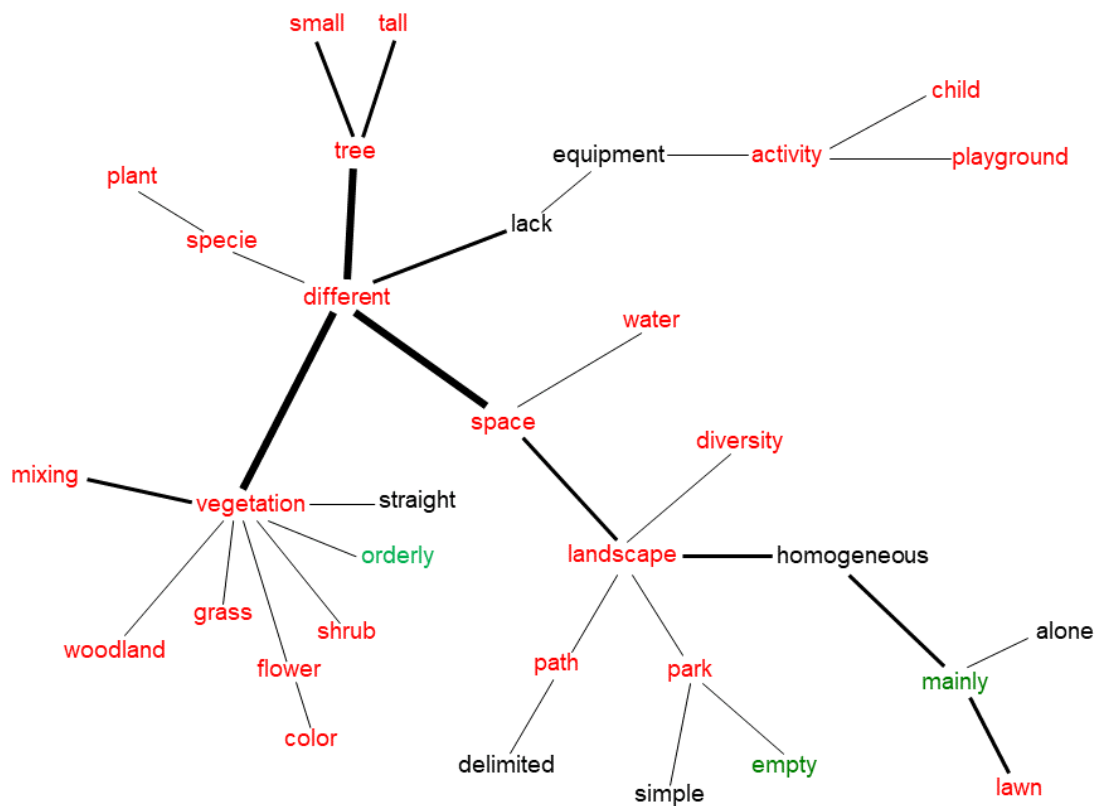 small tall
child
tree
equipment activity playground
plant
lack
specie
different
water
space
diversity
mixing
vegetation straight
orderly
landscape homogeneous
grass
shrub
alone
woodland
flower
path park
mainly
color
delimited empty
lawn
simple